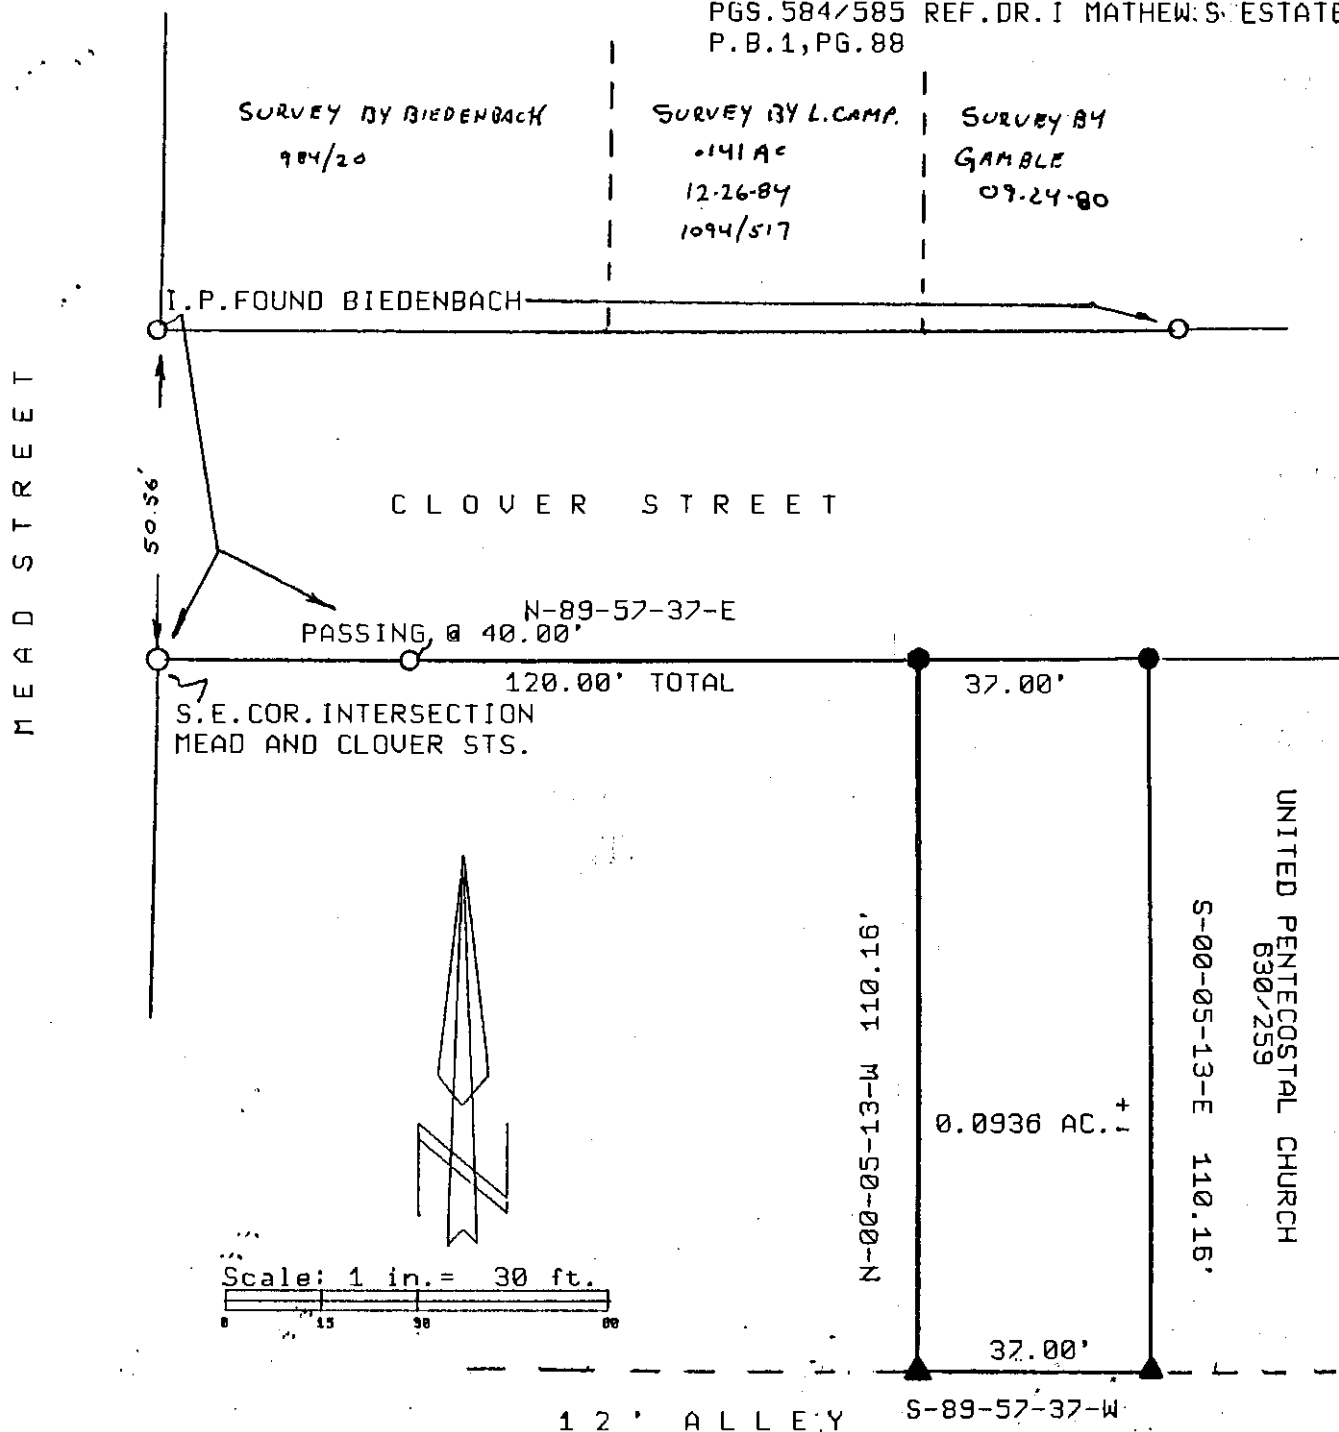 PGS.584/585 REF.DR.I MATHEW'S ESTATE
P.B.1,PG.88
SURVEY BY BIEDENBACH
984/20
SURVEY BY L.CAMP.
.141 AC
12-26-84
1094/517
SURVEY BY
GAMBLE
09-24-80
I.P.FOUND BIEDENBACH
MEAD STREET
50.56'
CLOVER STREET
N-89-57-37-E
PASSING @ 40.00'
120.00' TOTAL
37.00'
S.E.COR.INTERSECTION
MEAD AND CLOVER STS.
N-00-05-13-W 110.16'
0.0936 AC.±
S-00-05-13-E 110.16'
UNITED PENTECOSTAL CHURCH
630/259
Scale: 1 in.= 30 ft.
0 15 30
37.00'
12' ALLEY
S-89-57-37-W